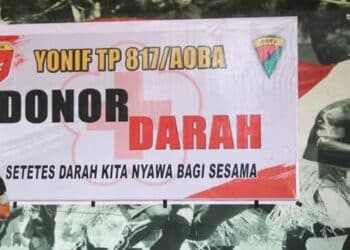 YONIF TP 817/AOBA
DONOR
DARAH
SETETES DARAH KITA NYAWA BAGI SESAMA